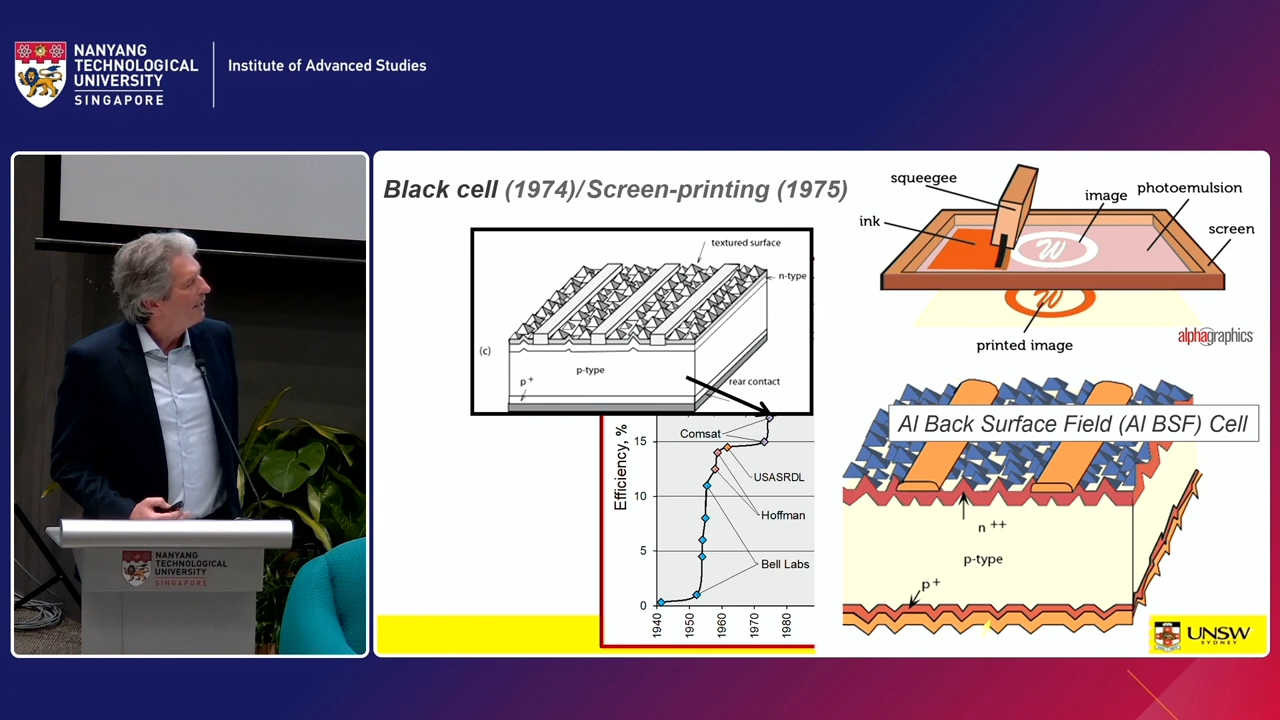 NANYANG
TECHNOLOGICAL
UNIVERSITY
SINGAPORE
Institute of Advanced Studies
Black cell (1974)/Screen-printing (1975)
textured surface
n-type
(c)
p-type
p+
rear contact
Efficiency, %
15
10
5
0
1940
1950
1960
1970
1980
Comsat
USASRDL
Hoffman
Bell Labs
squeegee
image
photoemulsion
ink
screen
W
W
printed image
alphagraphics
Al Back Surface Field (Al BSF) Cell
n ++
p-type
p+
UNSW
SYDNEY
NANYANG
TECHNOLOGICAL
UNIVERSITY
SINGAPORE